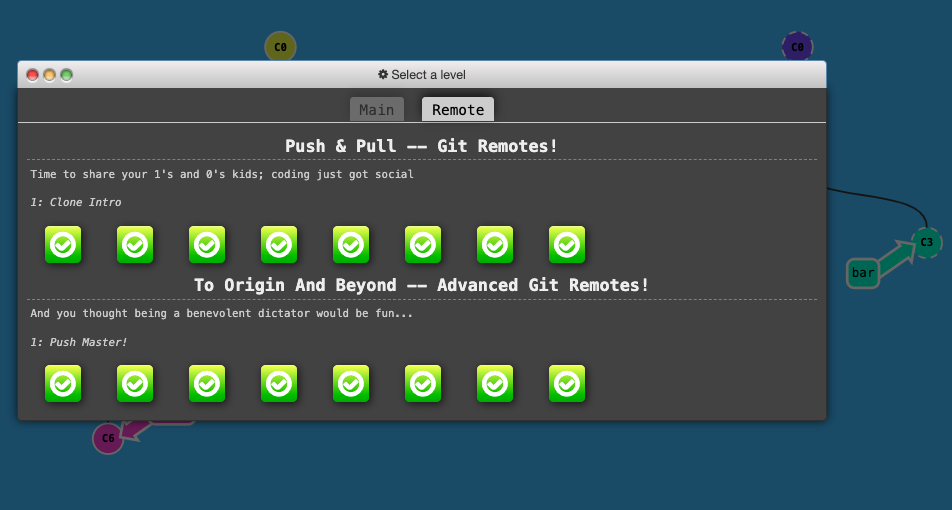 C0
C0
Select a level
Main
Remote
Push & Pull -- Git Remotes!
Time to share your 1's and 0's kids; coding just got social
1: Clone Intro
C3
bar
To Origin And Beyond -- Advanced Git Remotes!
And you thought being a benevolent dictator would be fun...
1: Push Master!
C6